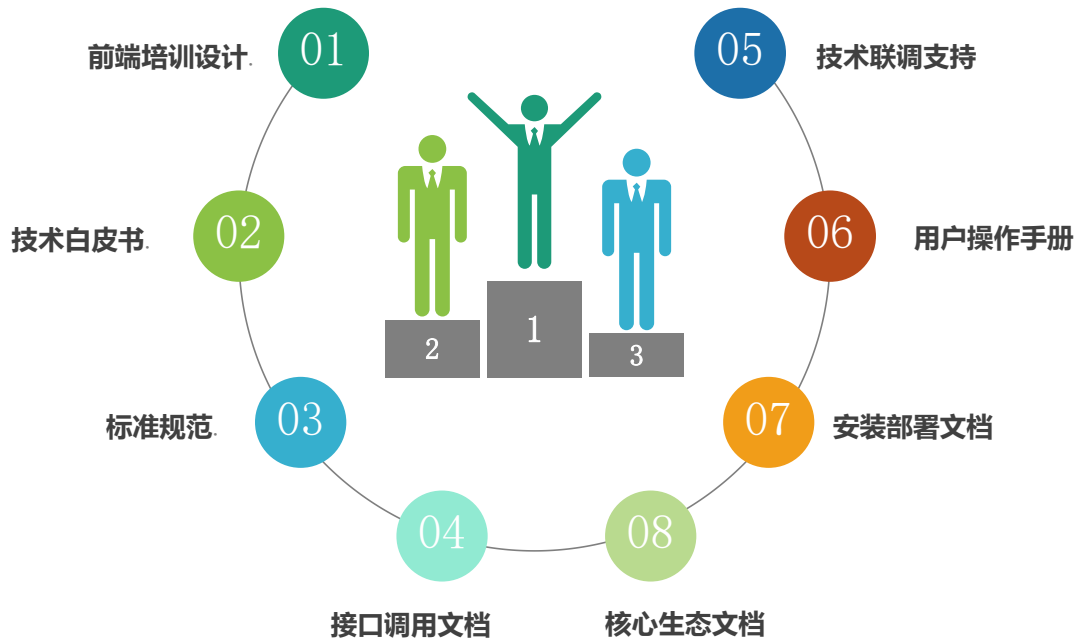 01
前端培训设计.
02
技术白皮书.
03
标准规范.
04
接口调用文档
05
技术联调支持
06
用户操作手册
07
安装部署文档
08
核心生态文档
2
1
3